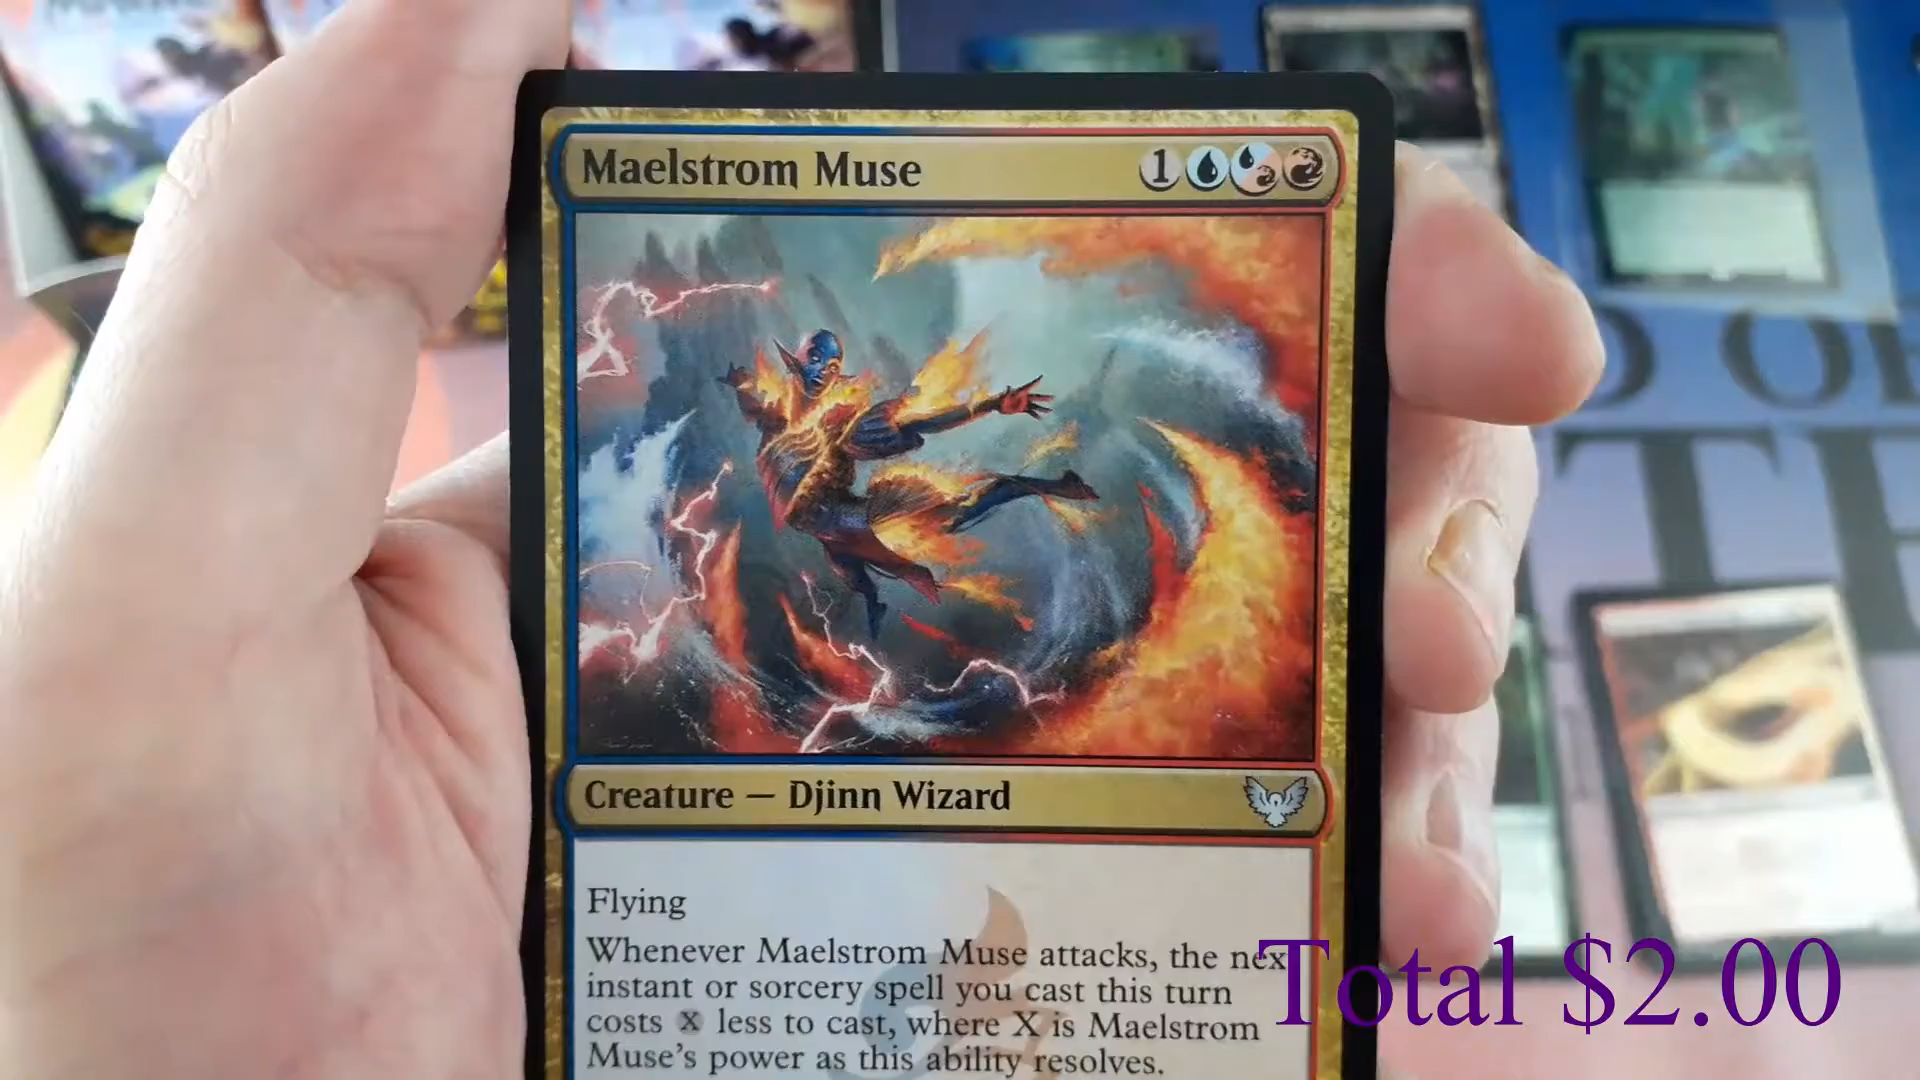 Maelstrom Muse 1
Creature — Djinn Wizard
Flying
Whenever Maelstrom Muse attacks, the nex
instant or sorcery spell you cast this turn
costs X less to cast, where X is Maelstrom
Muse's power as this ability resolves.
Total $2.00